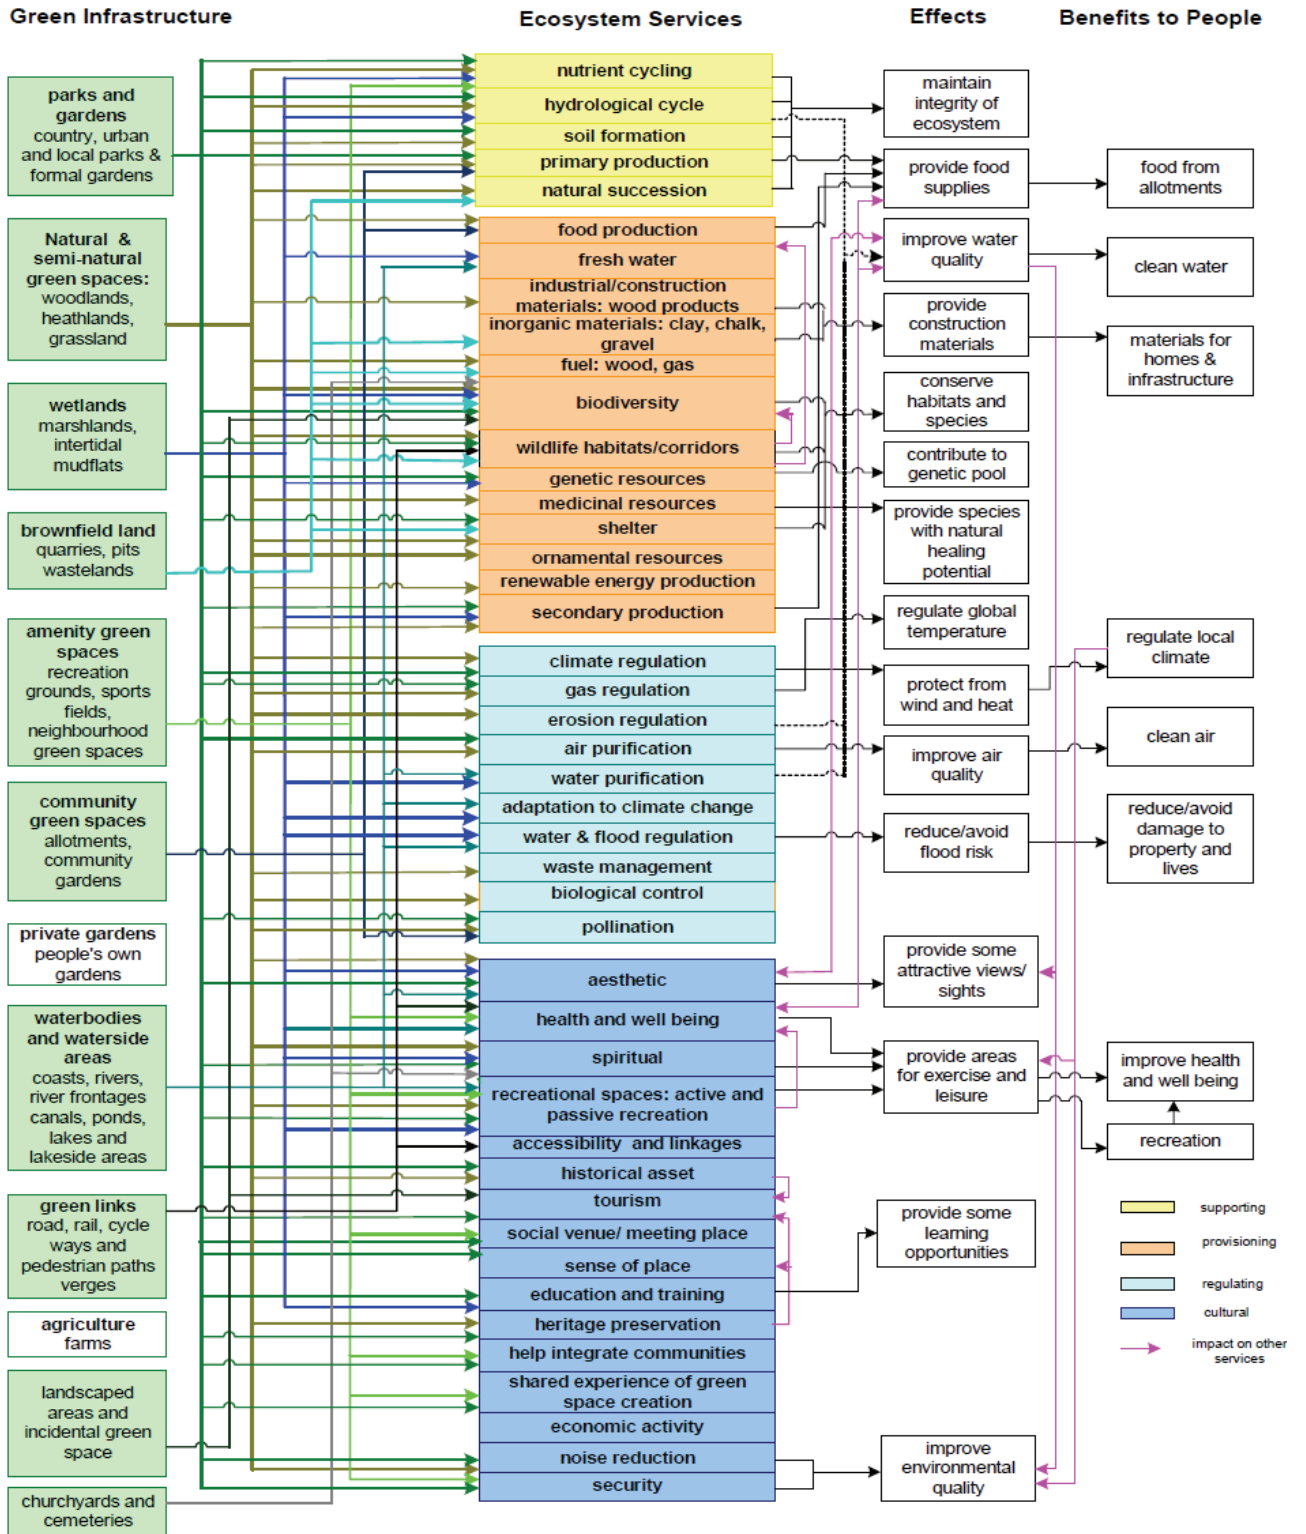 Green Infrastructure
Ecosystem Services
Effects
Benefits to People
parks and
gardens
country, urban
and local parks &
formal gardens
Natural &
semi-natural
green spaces:
woodlands,
heathlands,
grassland
wetlands
marshlands,
intertidal
mudflats
brownfield land
quarries, pits
wastelands
amenity green
spaces
recreation
grounds, sports
fields,
neighbourhood
green spaces
community
green spaces
allotments,
community
gardens
private gardens
people's own
gardens
waterbodies
and waterside
areas
coasts, rivers,
river frontages
canals, ponds,
lakes and
lakeside areas
green links
road, rail, cycle
ways and
pedestrian paths
verges
agriculture
farms
landscaped
areas and
incidental green
space
churchyards and
cemeteries
nutrient cycling
hydrological cycle
soil formation
primary production
natural succession
food production
fresh water
industrial/construction
materials: wood products
inorganic materials: clay, chalk,
gravel
fuel: wood, gas
biodiversity
wildlife habitats/corridors
genetic resources
medicinal resources
shelter
ornamental resources
renewable energy production
secondary production
climate regulation
gas regulation
erosion regulation
air purification
water purification
adaptation to climate change
water & flood regulation
waste management
biological control
pollination
aesthetic
health and well being
spiritual
recreational spaces: active and
passive recreation
accessibility and linkages
historical asset
tourism
social venue/ meeting place
sense of place
education and training
heritage preservation
help integrate communities
shared experience of green
space creation
economic activity
noise reduction
security
maintain
integrity of
ecosystem
provide food
supplies
improve water
quality
provide
construction
materials
conserve
habitats and
species
contribute to
genetic pool
provide species
with natural
healing
potential
regulate global
temperature
protect from
wind and heat
improve air
quality
reduce/avoid
flood risk
provide some
attractive views/
sights
provide areas
for exercise and
leisure
provide some
learning
opportunities
improve
environmental
quality
food from
allotments
clean water
materials for
homes &
infrastructure
regulate local
climate
clean air
reduce/avoid
damage to
property and
lives
improve health
and well being
recreation
supporting
provisioning
regulating
cultural
impact on other
services